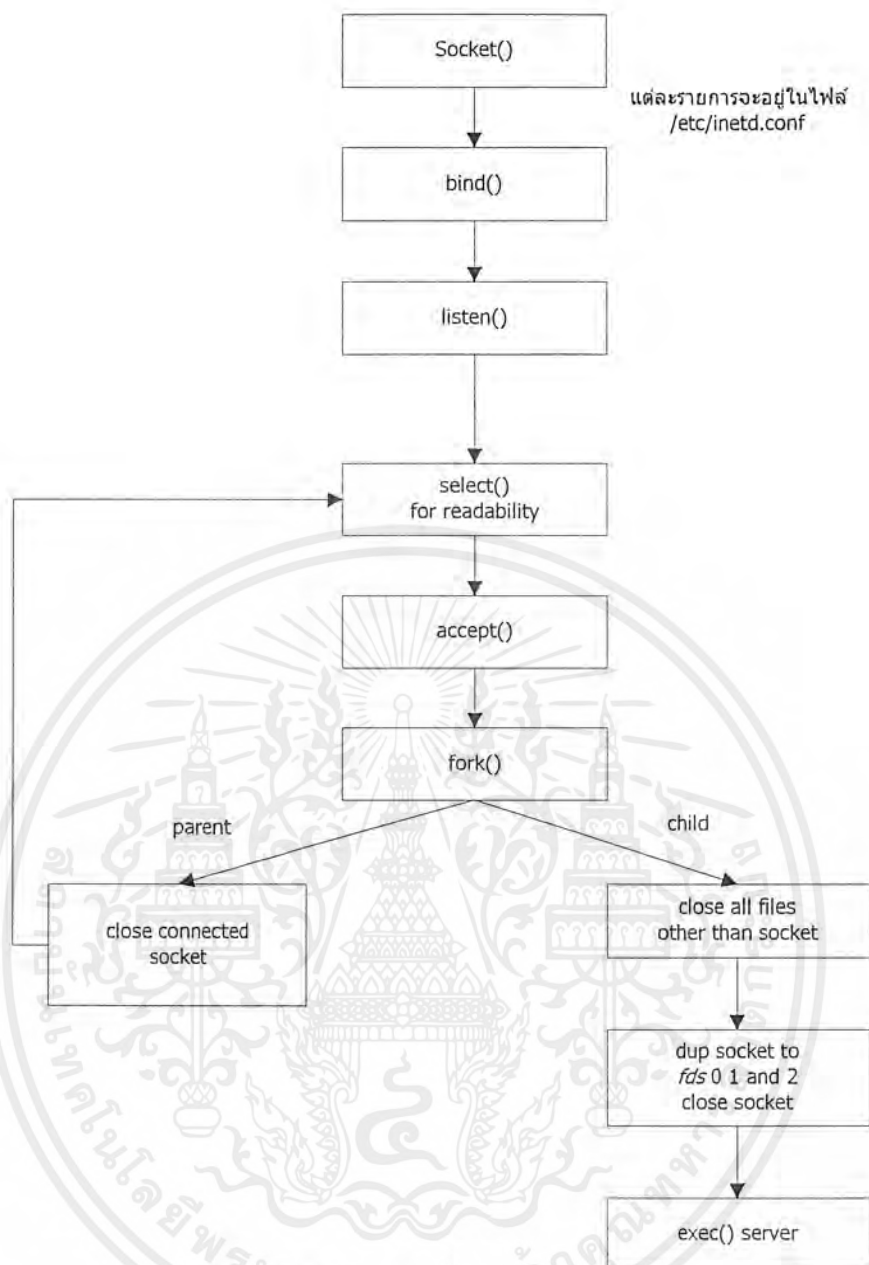 Socket()
แต่ละรายการจะอยู่ในไฟล์
/etc/inetd.conf
bind()
listen()
select()
for readability
accept()
fork()
parent
child
close connected
socket
close all files
other than socket
dup socket to
fds 0 1 and 2
close socket
exec() server